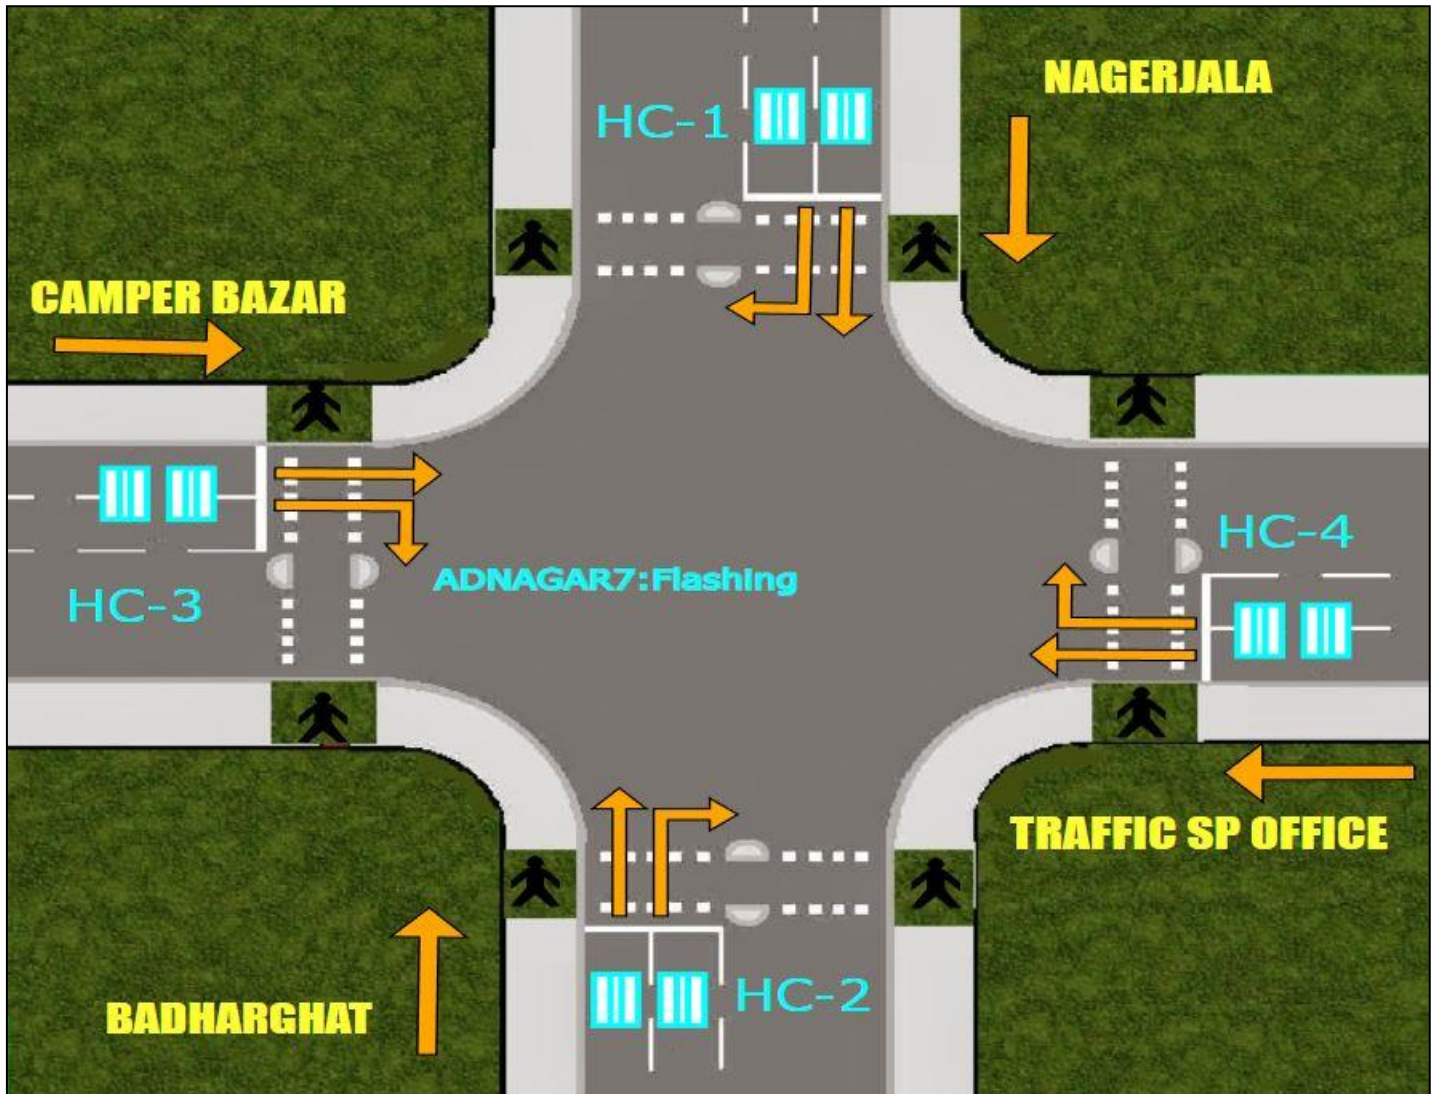 NAGERJALA
HC-1
CAMPER BAZAR
HC-4
ADNAGAR7:Flashing
HC-3
TRAFFIC SP OFFICE
HC-2
BADHARGHAT